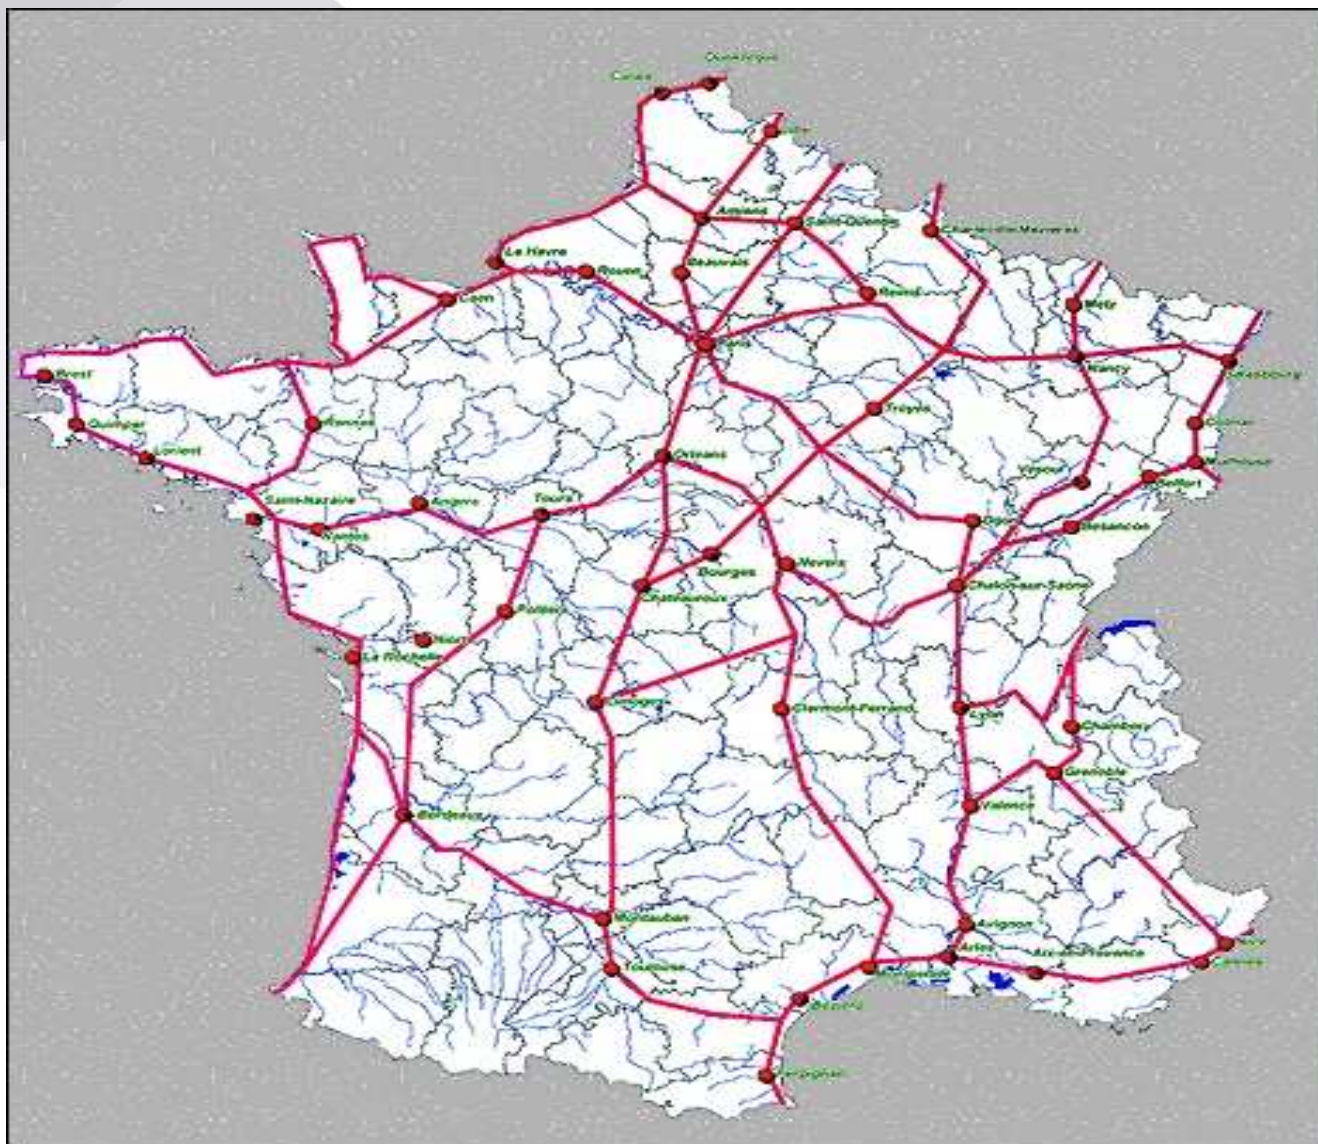 Dunkerque
Calais
Amiens
Saint-Quentin
Charleville-Mezieres
Le Havre
Rouen
Beauvais
Reims
Metz
Caen
Paris
Nancy
Strasbourg
Brest
Troyes
Quimper
Rennes
Colmar
Lorient
Orleans
Mulhouse
Vesoul
Belfort
Saint-Nazaire
Angers
Tours
Dijon
Besancon
Nantes
Bourges
Nevers
Chateauroux
Chalon-sur-Saone
Poitiers
Niort
La Rochelle
Limoges
Clermont-Ferrand
Lyon
Chambery
Grenoble
Bordeaux
Valence
Montauban
Avignon
Arles
Aix-en-Provence
Nice
Cannes
Toulouse
Montpellier
Beziers
Perpignan